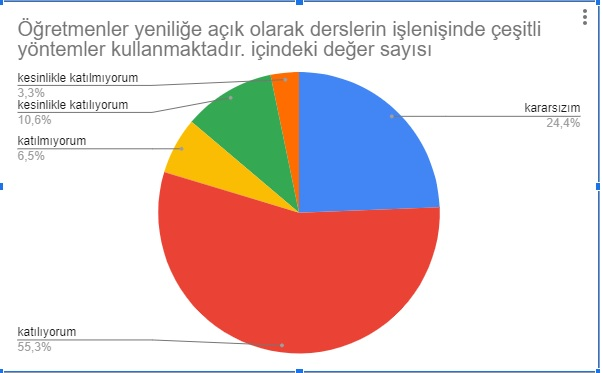 Öğretmenler yeniliğe açık olarak derslerin işlenişinde çeşitli
yöntemler kullanmaktadır. içindeki değer sayısı
kesinlikle katılmıyorum
3,3%
kesinlikle katılıyorum
10,6%
katılmıyorum
6,5%
kararsızım
24,4%
katılıyorum
55,3%